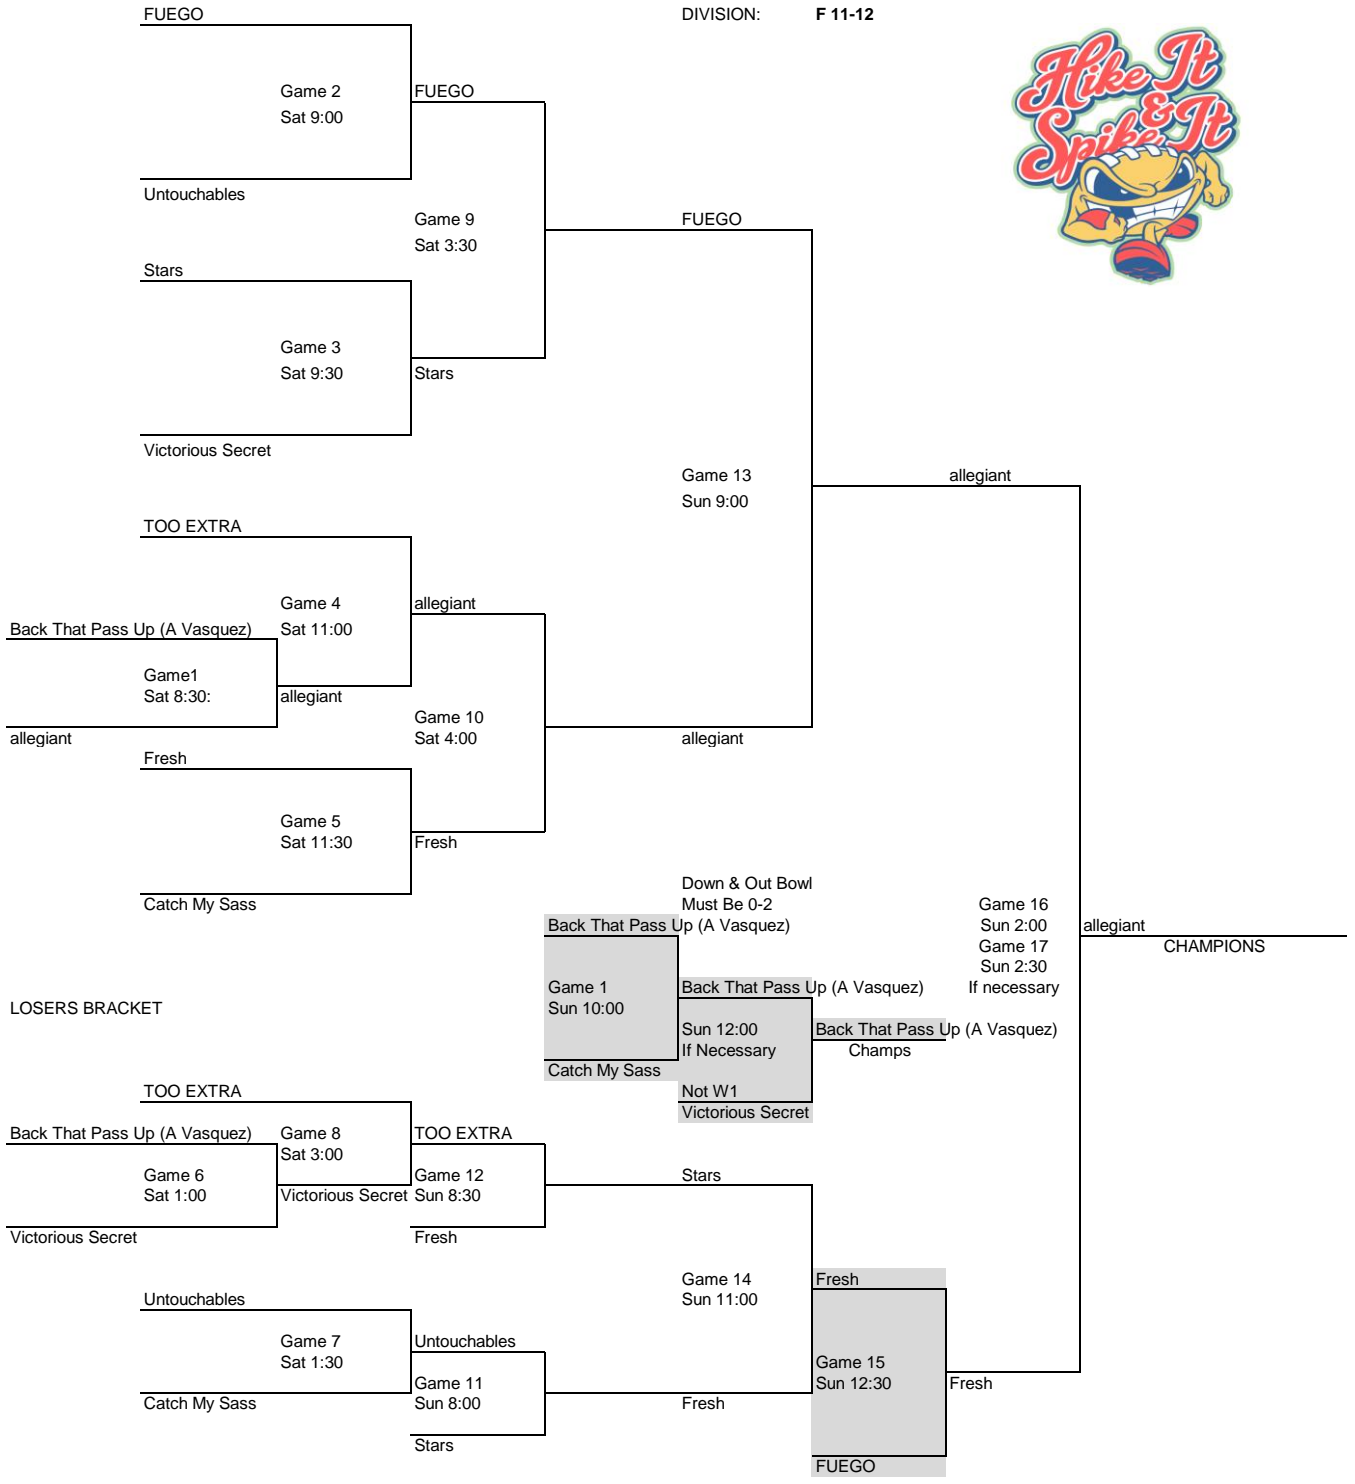 FUEGO
DIVISION: F 11-12
Hike It
&
Spike It
Game 2
Sat 9:00
FUEGO
Untouchables
Game 9
Sat 3:30
FUEGO
Stars
Game 3
Sat 9:30
Stars
Victorious Secret
Game 13
Sun 9:00
allegiant
TOO EXTRA
Game 4
Sat 11:00
allegiant
Back That Pass Up (A Vasquez)
Game1
Sat 8:30:
allegiant
allegiant
Game 10
Sat 4:00
allegiant
Fresh
Game 5
Sat 11:30
Fresh
Catch My Sass
Down & Out Bowl
Must Be 0-2
Back That Pass Up (A Vasquez)
Game 16
Sun 2:00
Game 17
Sun 2:30
If necessary
allegiant
CHAMPIONS
Game 1
Sun 10:00
Back That Pass Up (A Vasquez)
LOSERS BRACKET
Sun 12:00
If Necessary
Back That Pass Up (A Vasquez)
Champs
Catch My Sass
Not W1
Victorious Secret
TOO EXTRA
Back That Pass Up (A Vasquez)
Game 8
Sat 3:00
TOO EXTRA
Game 6
Sat 1:00
Victorious Secret
Game 12
Sun 8:30
Stars
Victorious Secret
Fresh
Game 14
Sun 11:00
Fresh
Untouchables
Game 7
Sat 1:30
Untouchables
Game 15
Sun 12:30
Fresh
Catch My Sass
Game 11
Sun 8:00
Fresh
Stars
FUEGO